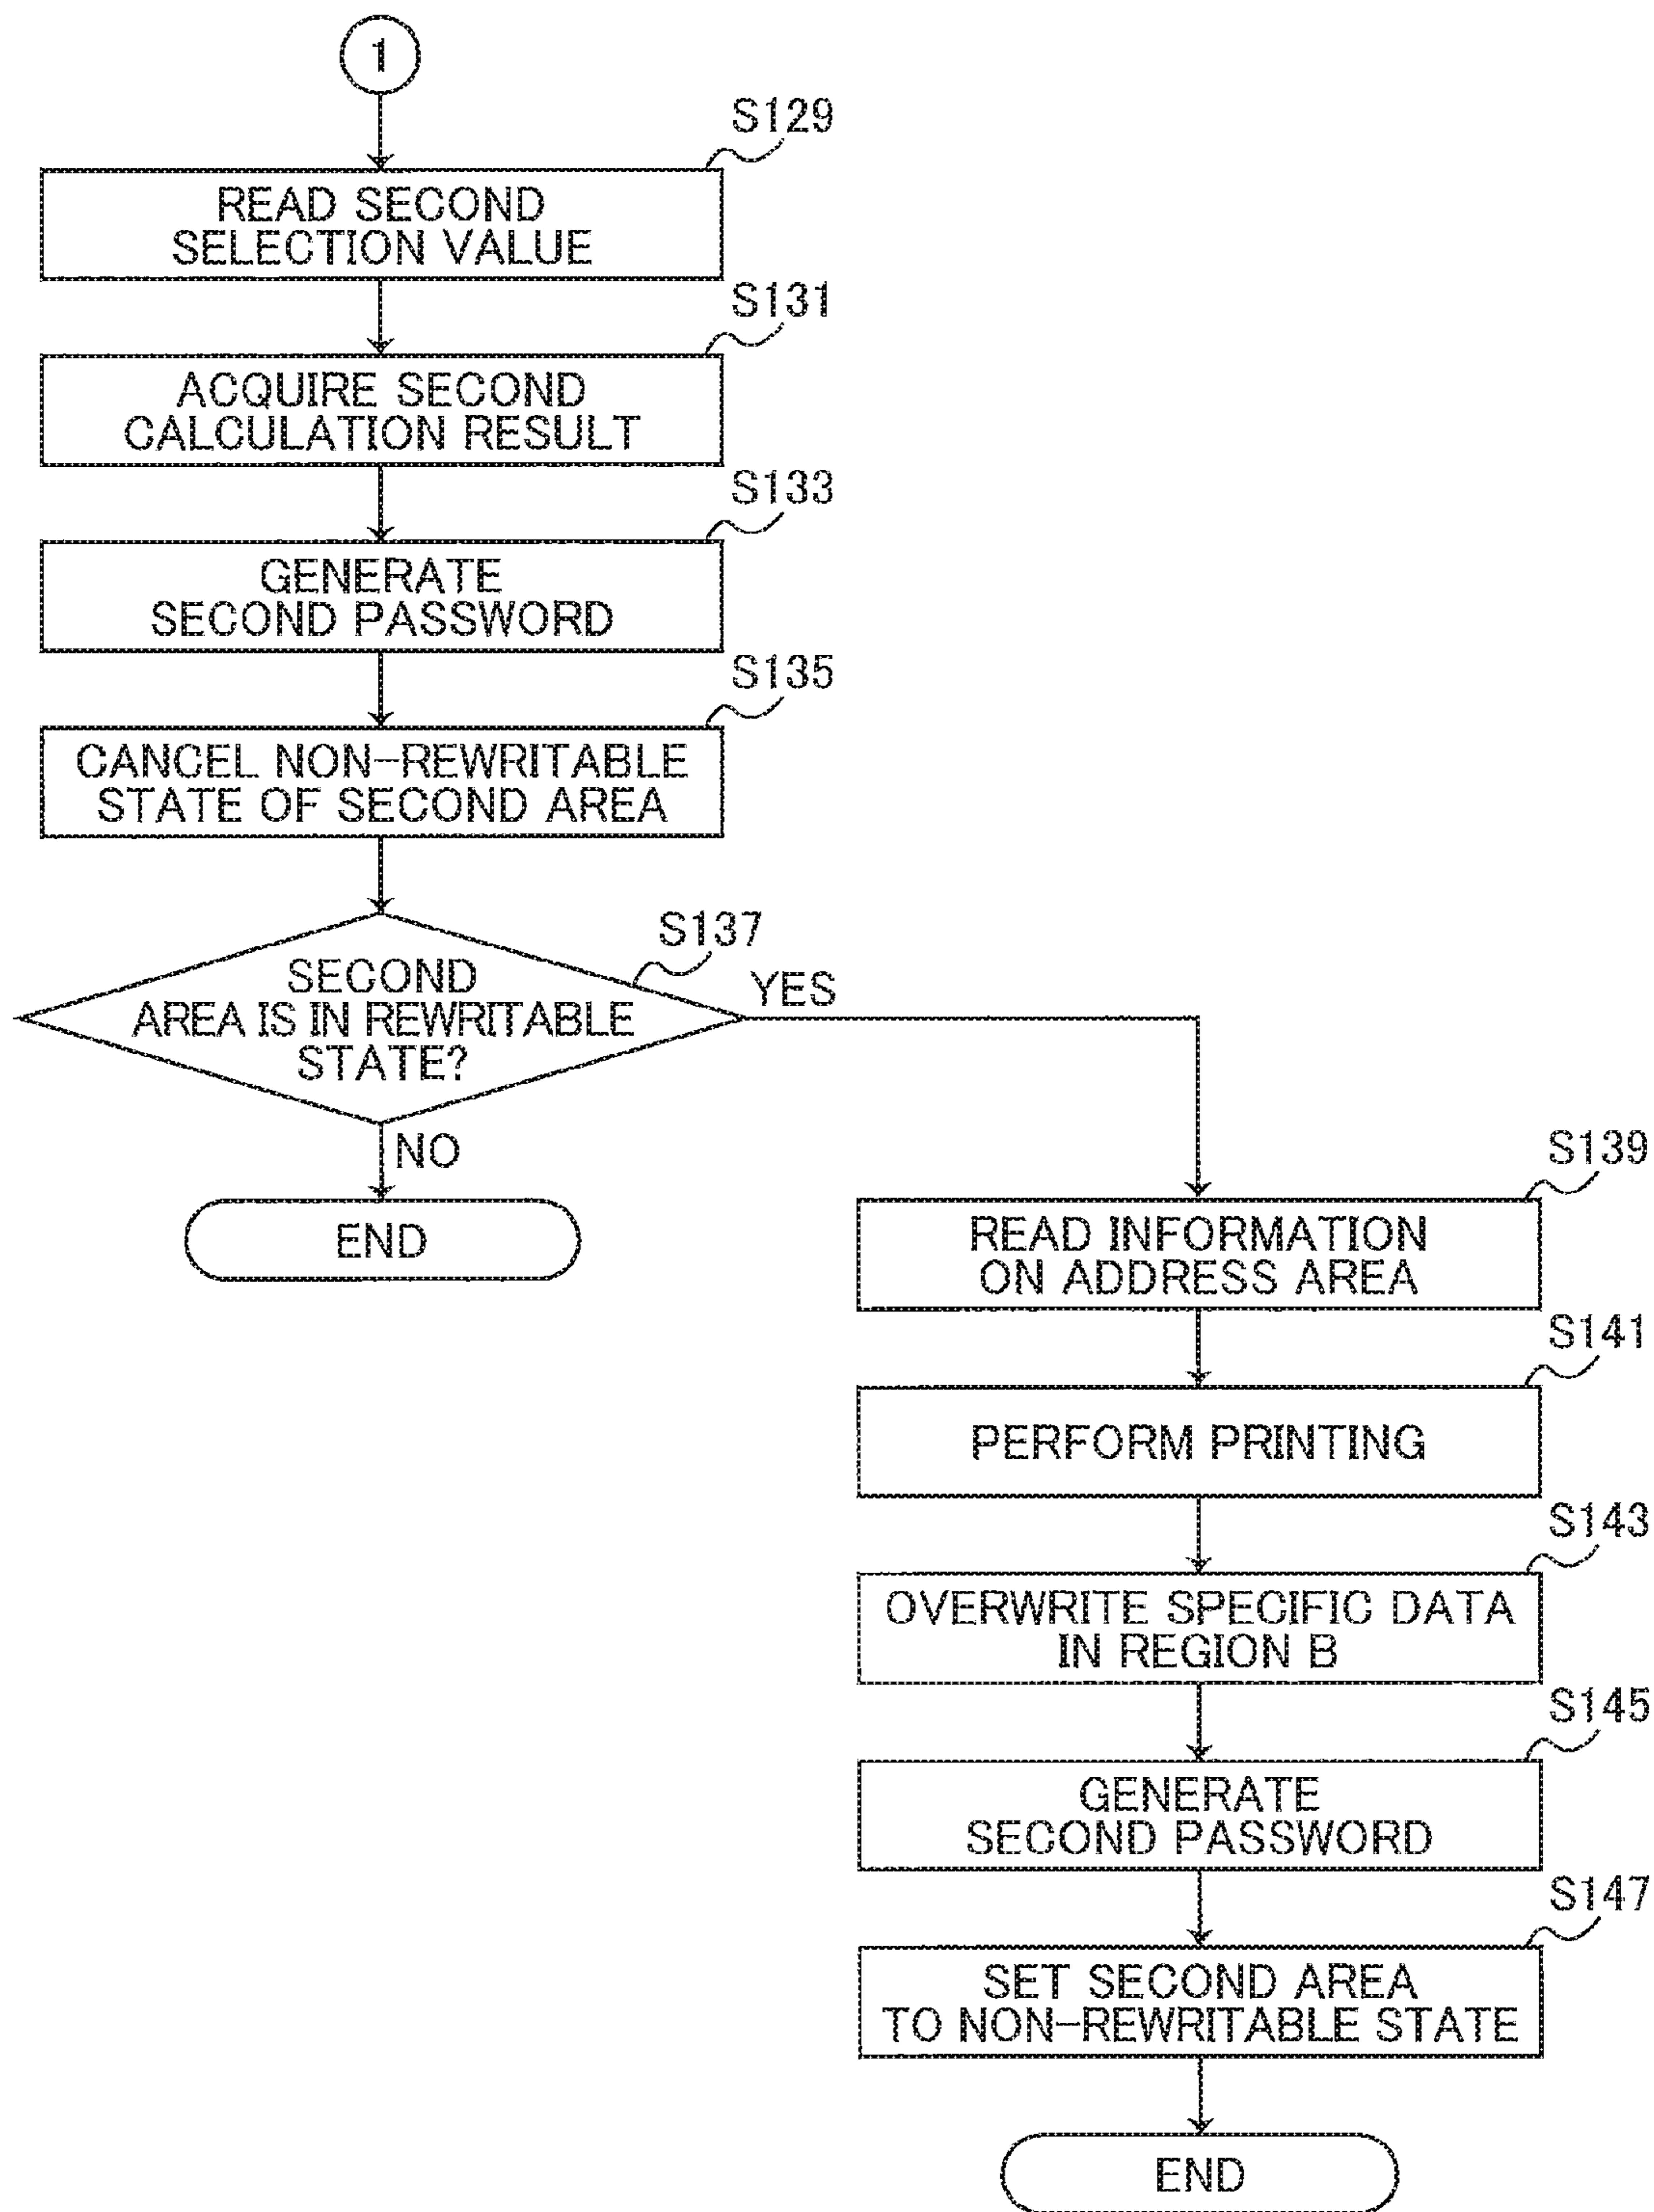 1
S129
READ SECOND
SELECTION VALUE
S131
ACQUIRE SECOND
CALCULATION RESULT
S133
GENERATE
SECOND PASSWORD
S135
CANCEL NON-REWRITABLE
STATE OF SECOND AREA
S137
SECOND
AREA IS IN REWRITABLE
STATE?
YES
NO
END
S139
READ INFORMATION
ON ADDRESS AREA
S141
PERFORM PRINTING
S143
OVERWRITE SPECIFIC DATA
IN REGION B
S145
GENERATE
SECOND PASSWORD
S147
SET SECOND AREA
TO NON-REWRITABLE STATE
END